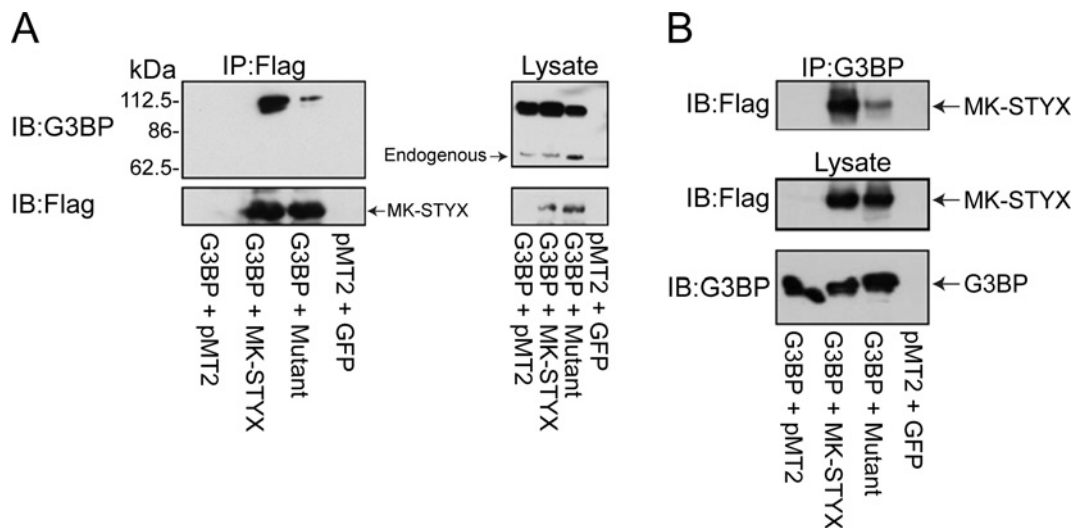 A
kDa
IP:Flag
Lysate
IB:G3BP
112.5-
86-
62.5-
Endogenous
IB:Flag
MK-STYX
G3BP + pMT2
G3BP + MK-STYX
G3BP + Mutant
pMT2 + GFP
G3BP + pMT2
G3BP + MK-STYX
G3BP + Mutant
pMT2 + GFP
B
IP:G3BP
IB:Flag
MK-STYX
Lysate
IB:Flag
MK-STYX
IB:G3BP
G3BP
G3BP + pMT2
G3BP + MK-STYX
G3BP + Mutant
pMT2 + GFP